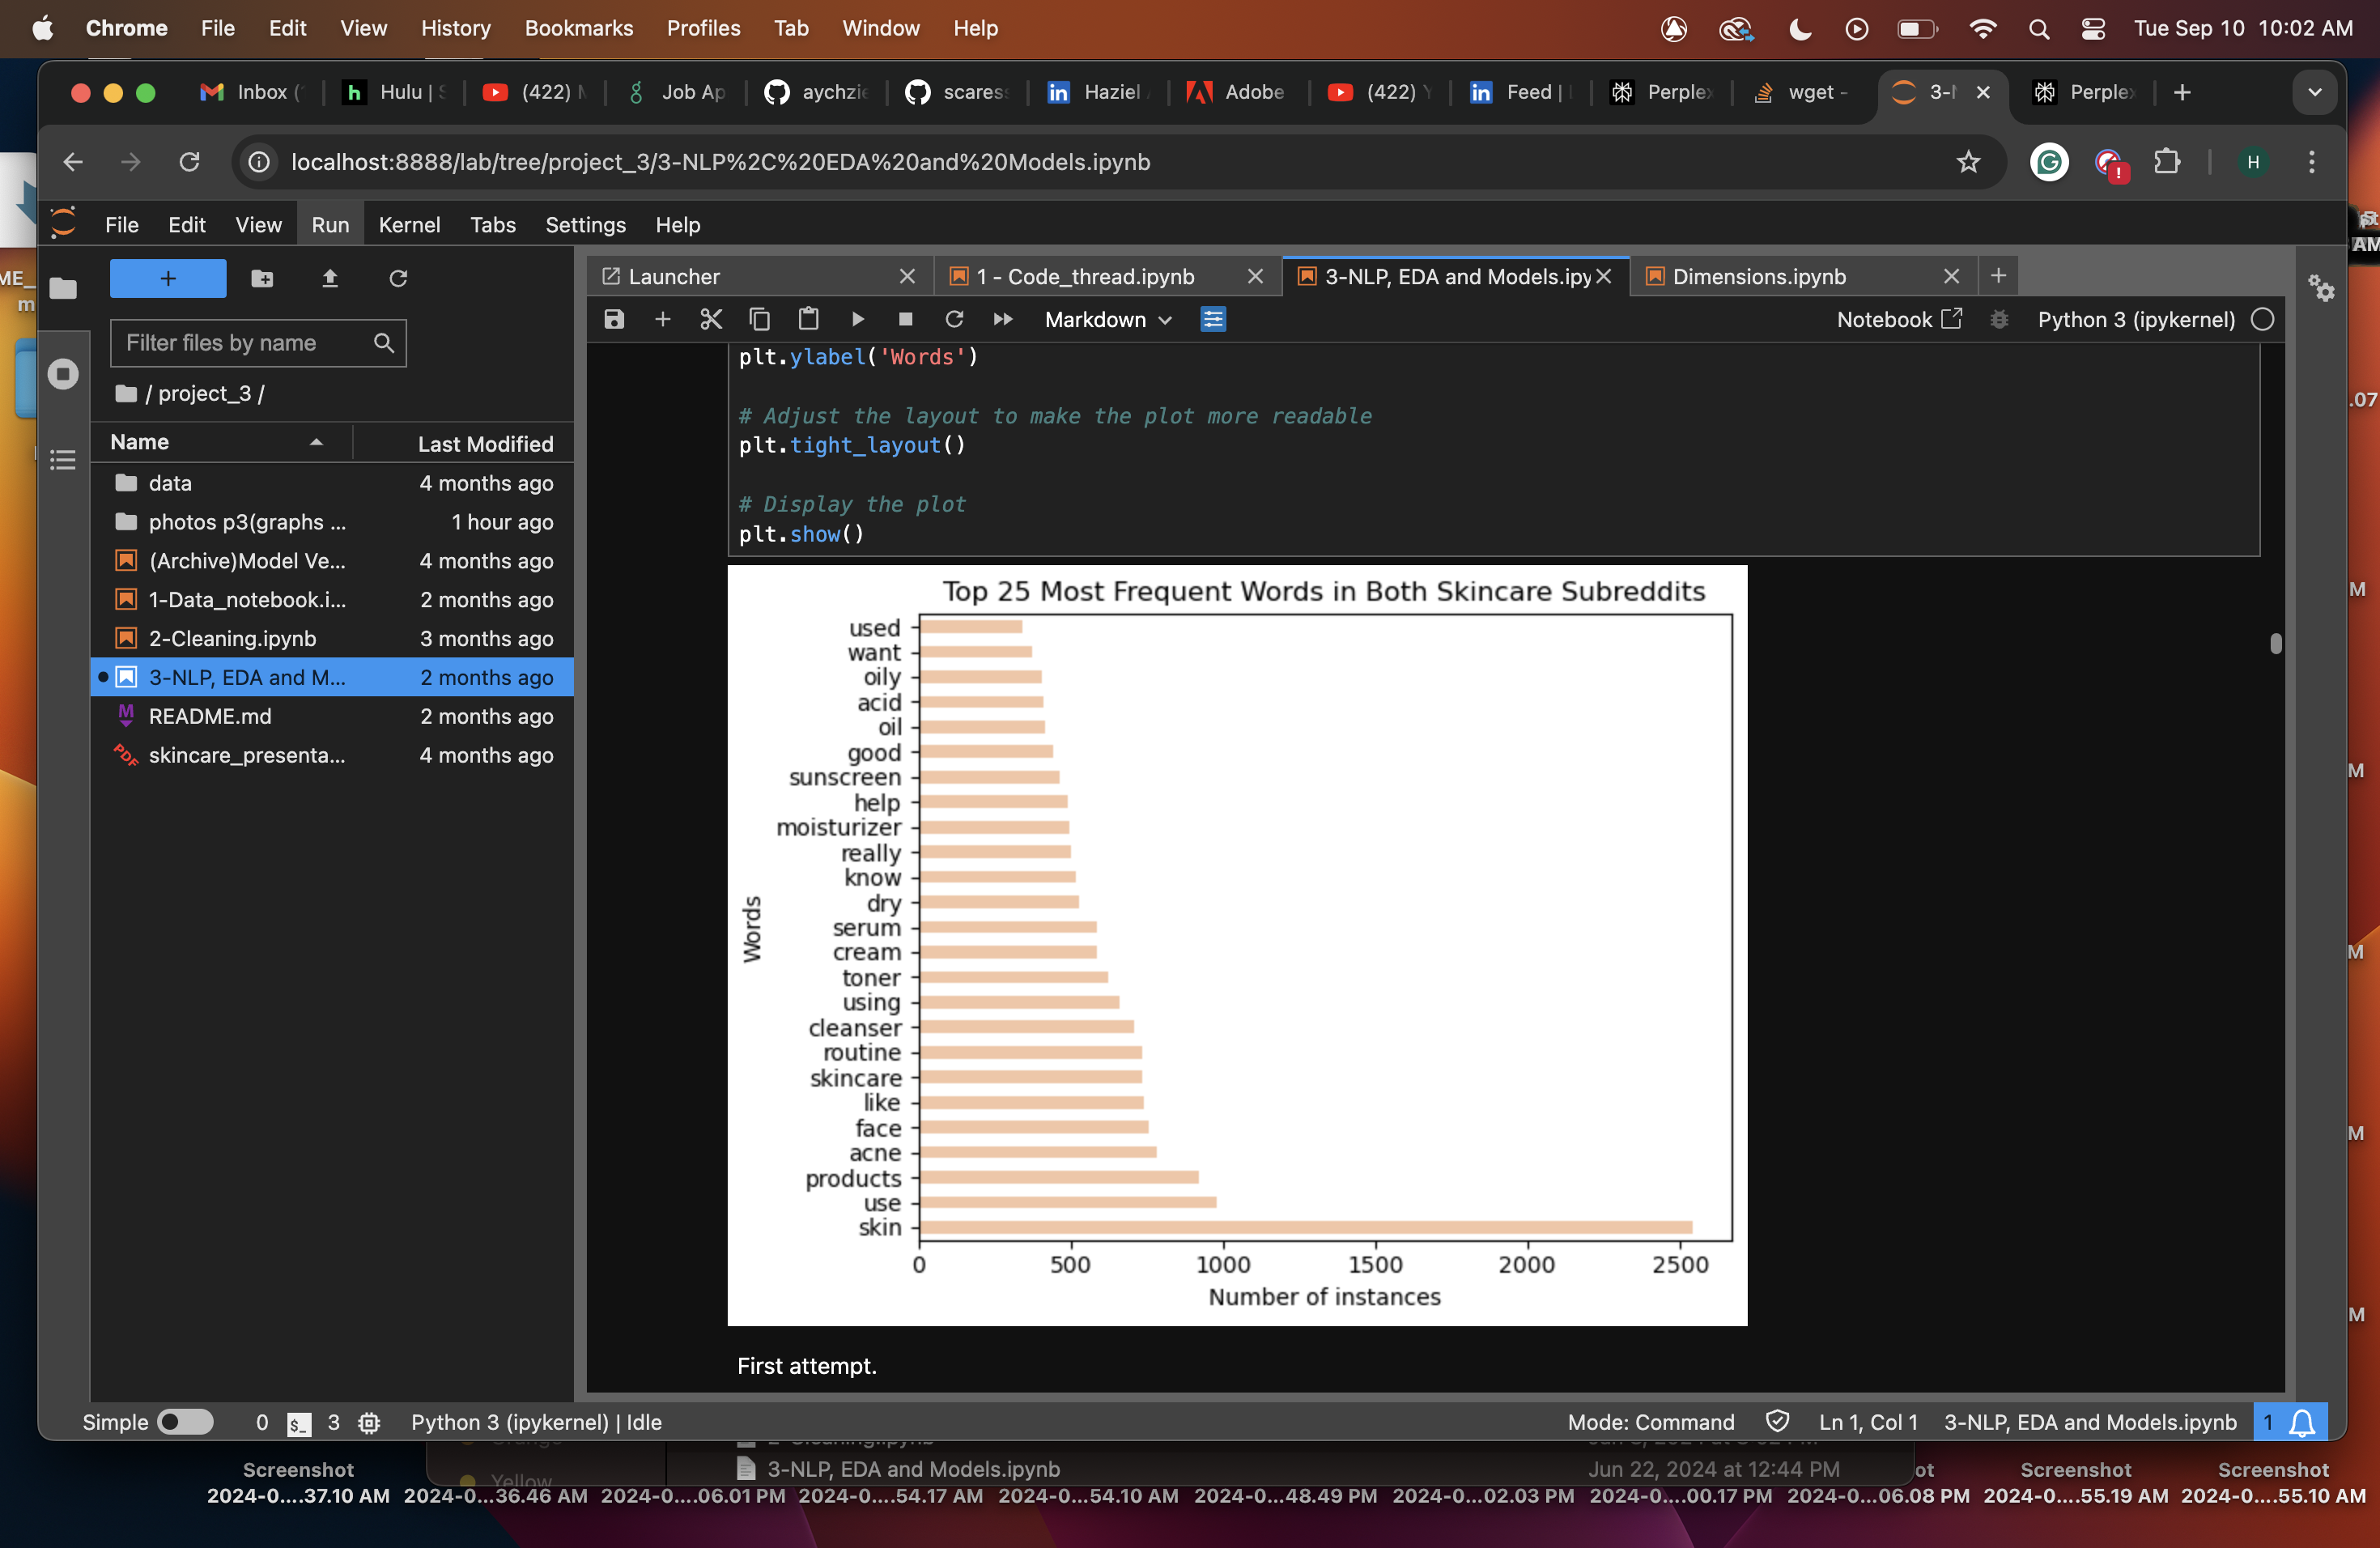 Chrome File Edit View History Bookmarks Profiles Tab Window Help Tue Sep 10 10:02 AM
Inbox ( Hulu | Job Ap aychzie scaress Haziel Adobe (422) Feed | Perplex wget - 3- Perplex
localhost:8888/lab/tree/project_3/3-NLP%2C%20EDA%20and%20Models.ipynb H
File Edit View Run Kernel Tabs Settings Help
Launcher
1 - Code_thread.ipynb
3-NLP, EDA and Models.ipy
Dimensions.ipynb
Markdown
Notebook
Python 3 (ipykernel)
Filter files by name
/ project_3 /
Name Last Modified
data 4 months ago
photos p3(graphs ... 1 hour ago
(Archive)Model Ve... 4 months ago
1-Data_notebook.i... 2 months ago
2-Cleaning.ipynb 3 months ago
3-NLP, EDA and M... 2 months ago
README.md 2 months ago
skincare_presenta... 4 months ago
plt.ylabel('Words')
# Adjust the layout to make the plot more readable
plt.tight_layout()
# Display the plot
plt.show()
Top 25 Most Frequent Words in Both Skincare Subreddits
Words
used
want
oily
acid
oil
good
sunscreen
help
moisturizer
really
know
dry
serum
cream
toner
using
cleanser
routine
skincare
like
face
acne
products
use
skin
0 500 1000 1500 2000 2500
Number of instances
First attempt.
Simple 0 $_ 3 Python 3 (ipykernel) | Idle Mode: Command Ln 1, Col 1 3-NLP, EDA and Models.ipynb 1
3-NLP, EDA and Models.ipynb Jun 22, 2024 at 12:44 PM
Screenshot Screenshot Screenshot
2024-0....37.10 AM 2024-0....36.46 AM 2024-0....06.01 PM 2024-0....54.17 AM 2024-0...54.10 AM 2024-0...48.49 PM 2024-0...02.03 PM 2024-0....00.17 PM 2024-0....06.08 PM 2024-0....55.19 AM 2024-0....55.10 AM